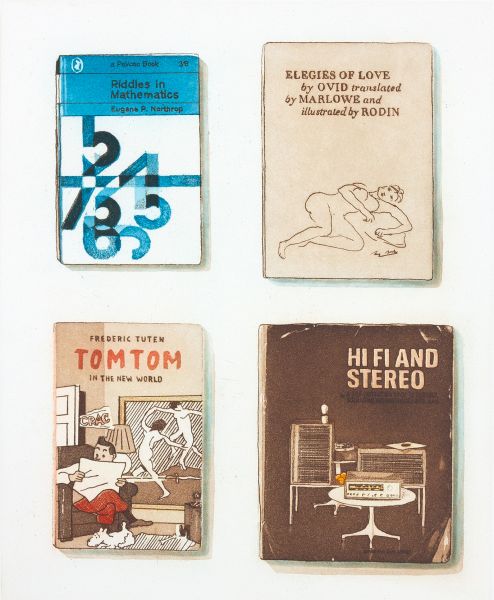 a Pelican Book 3/6
Riddles in
Mathematics
Eugene P. Northrop
ELEGIES OF LOVE
by OVID translated
by MARLOWE and
illustrated by RODIN
FREDERIC TUTEN
TOMTOM
IN THE NEW WORLD
CRAC
HI FI AND
STEREO